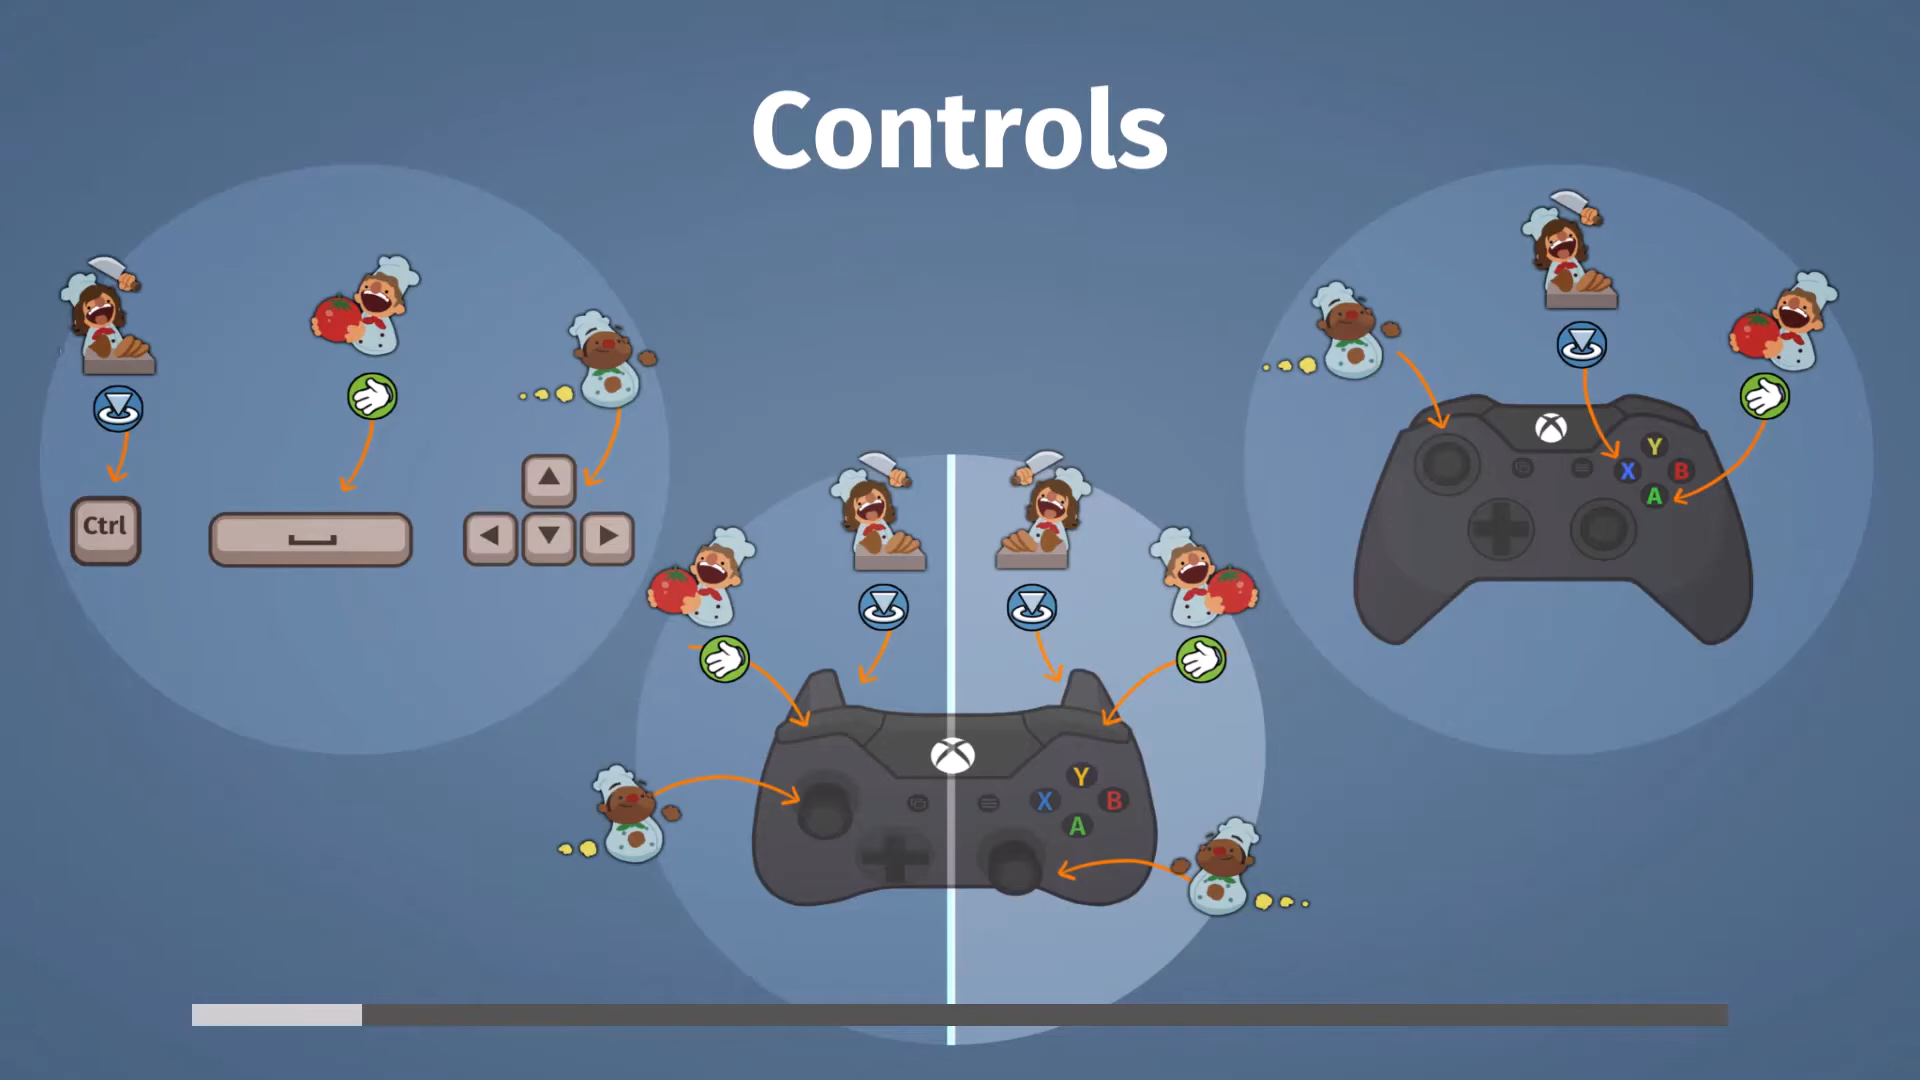 Controls
Ctrl
Y
X B
A
Y
X B
A